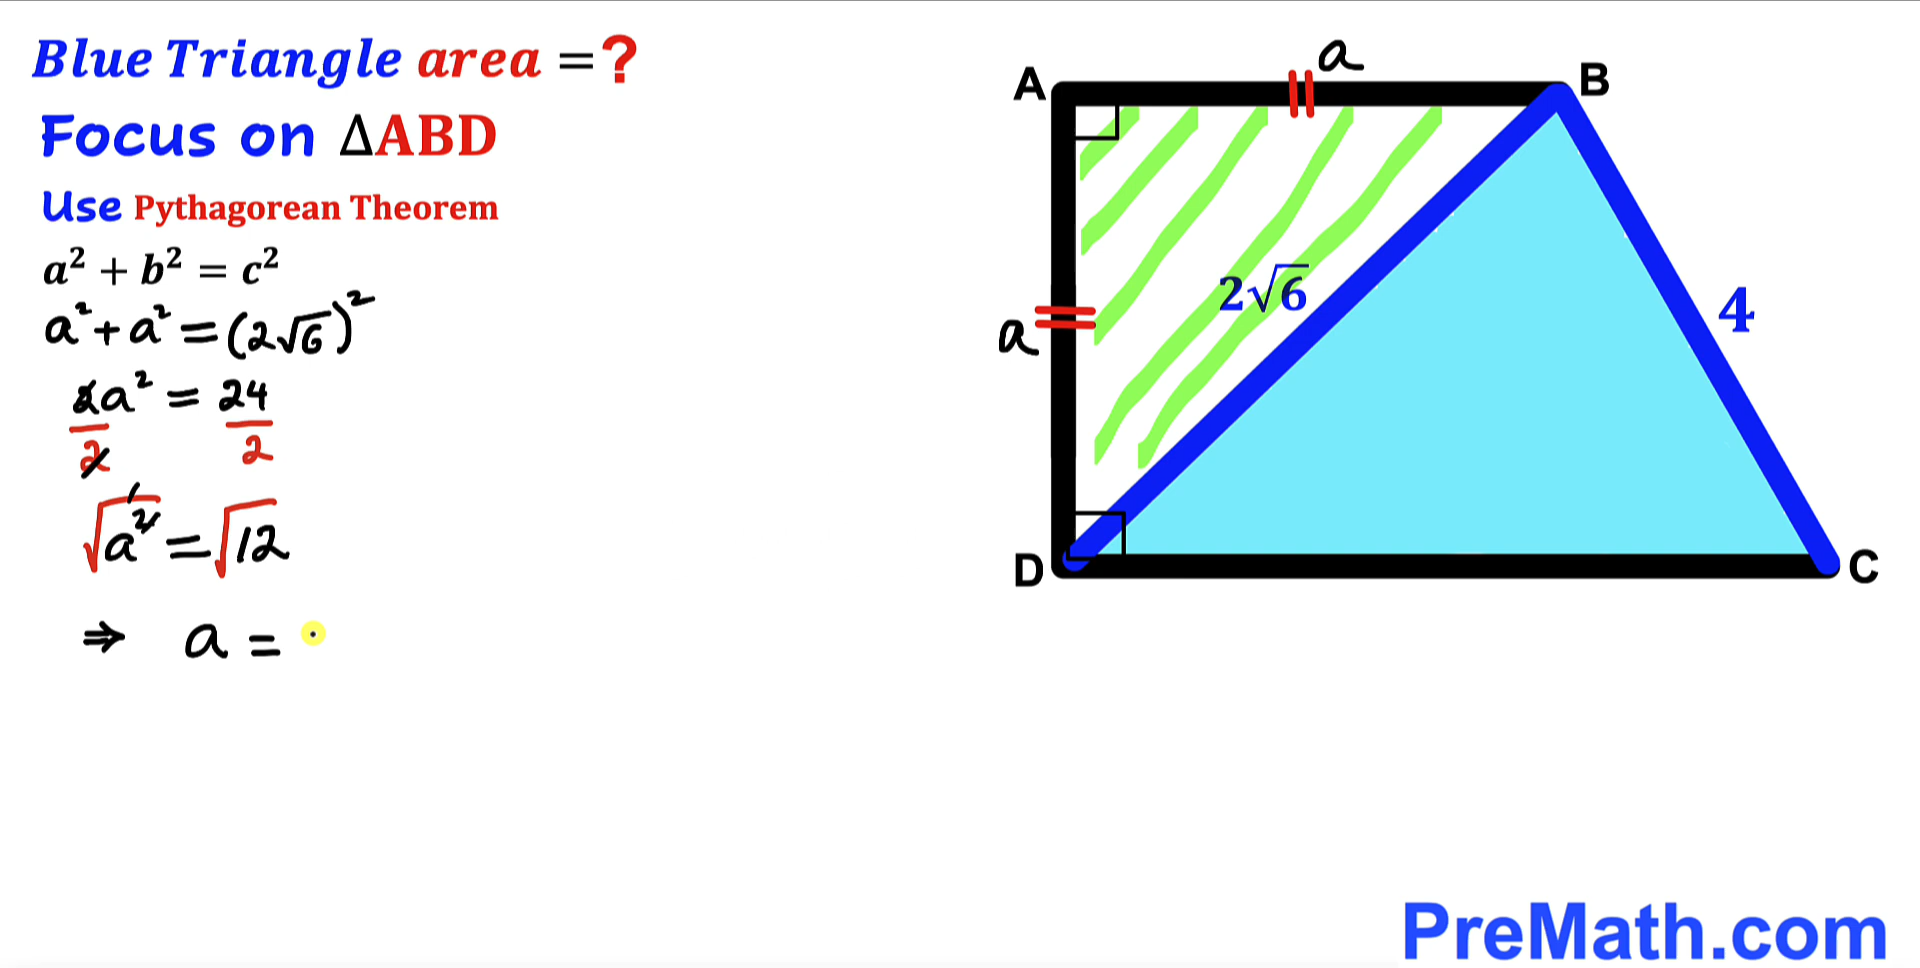 Blue Triangle area = ?
Focus on ΔABD
Use Pythagorean Theorem
a² + b² = c²
a² + a² = (2√6)²
2a² = 24
2 2
√a² = √12
⇒ a =
A
a
B
a
2√6
4
D
C
PreMath.com